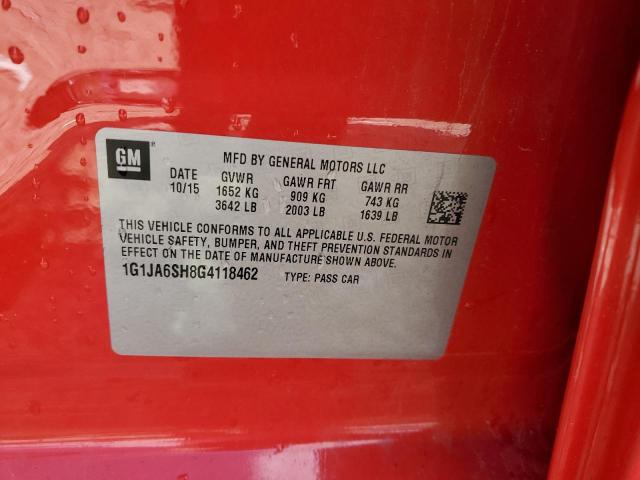 GM
MFD BY GENERAL MOTORS LLC
DATE GVWR GAWR FRT GAWR RR
10/15 1652 KG 909 KG 743 KG
3642 LB 2003 LB 1639 LB
THIS VEHICLE CONFORMS TO ALL APPLICABLE U.S. FEDERAL MOTOR
VEHICLE SAFETY, BUMPER, AND THEFT PREVENTION STANDARDS IN
EFFECT ON THE DATE OF MANUFACTURE SHOWN ABOVE.
1G1JA6SH8G4118462 TYPE: PASS CAR